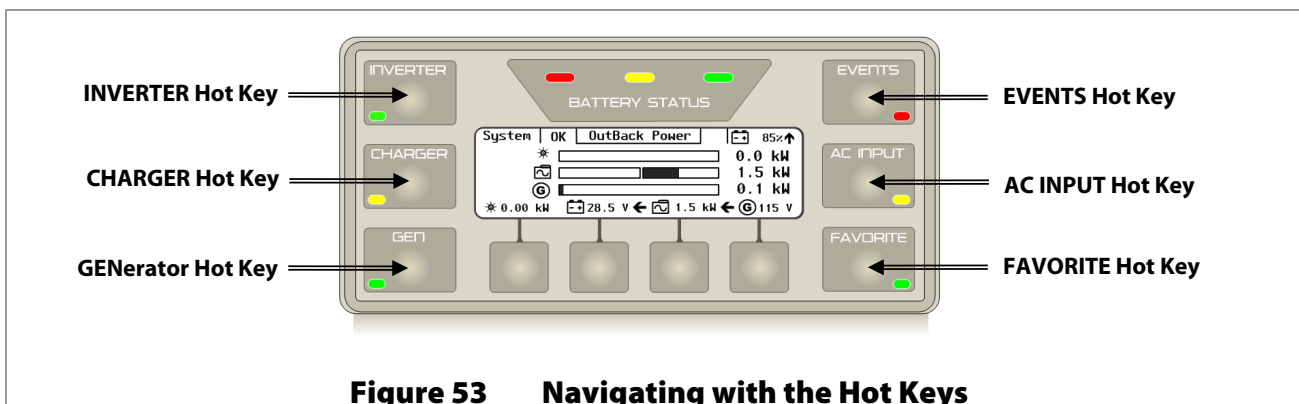 INVERTER Hot Key
CHARGER Hot Key
GENerator Hot Key
INVERTER
CHARGER
GEN
BATTERY STATUS
System OK OutBack Power 85%
0.0 kW
1.5 kW
G 0.1 kW
0.00 kW 28.5 V 1.5 kW G 115 V
EVENTS
AC INPUT
FAVORITE
EVENTS Hot Key
AC INPUT Hot Key
FAVORITE Hot Key
Figure 53 Navigating with the Hot Keys